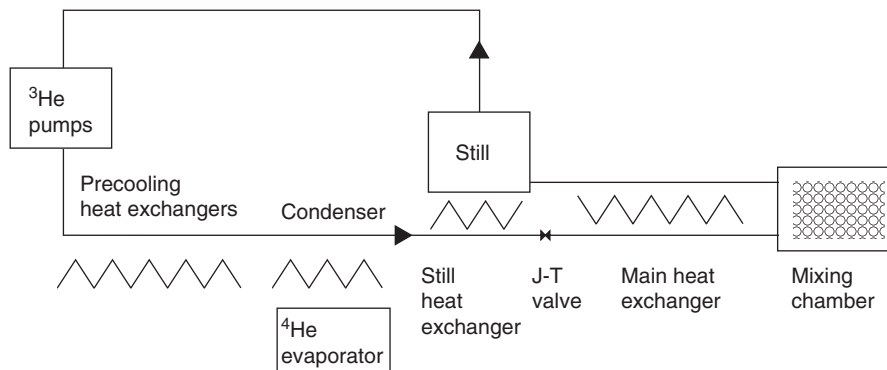 ³He
pumps
Still
Precooling
heat exchangers
Condenser
Still
heat
exchanger
J-T
valve
Main heat
exchanger
Mixing
chamber
⁴He
evaporator